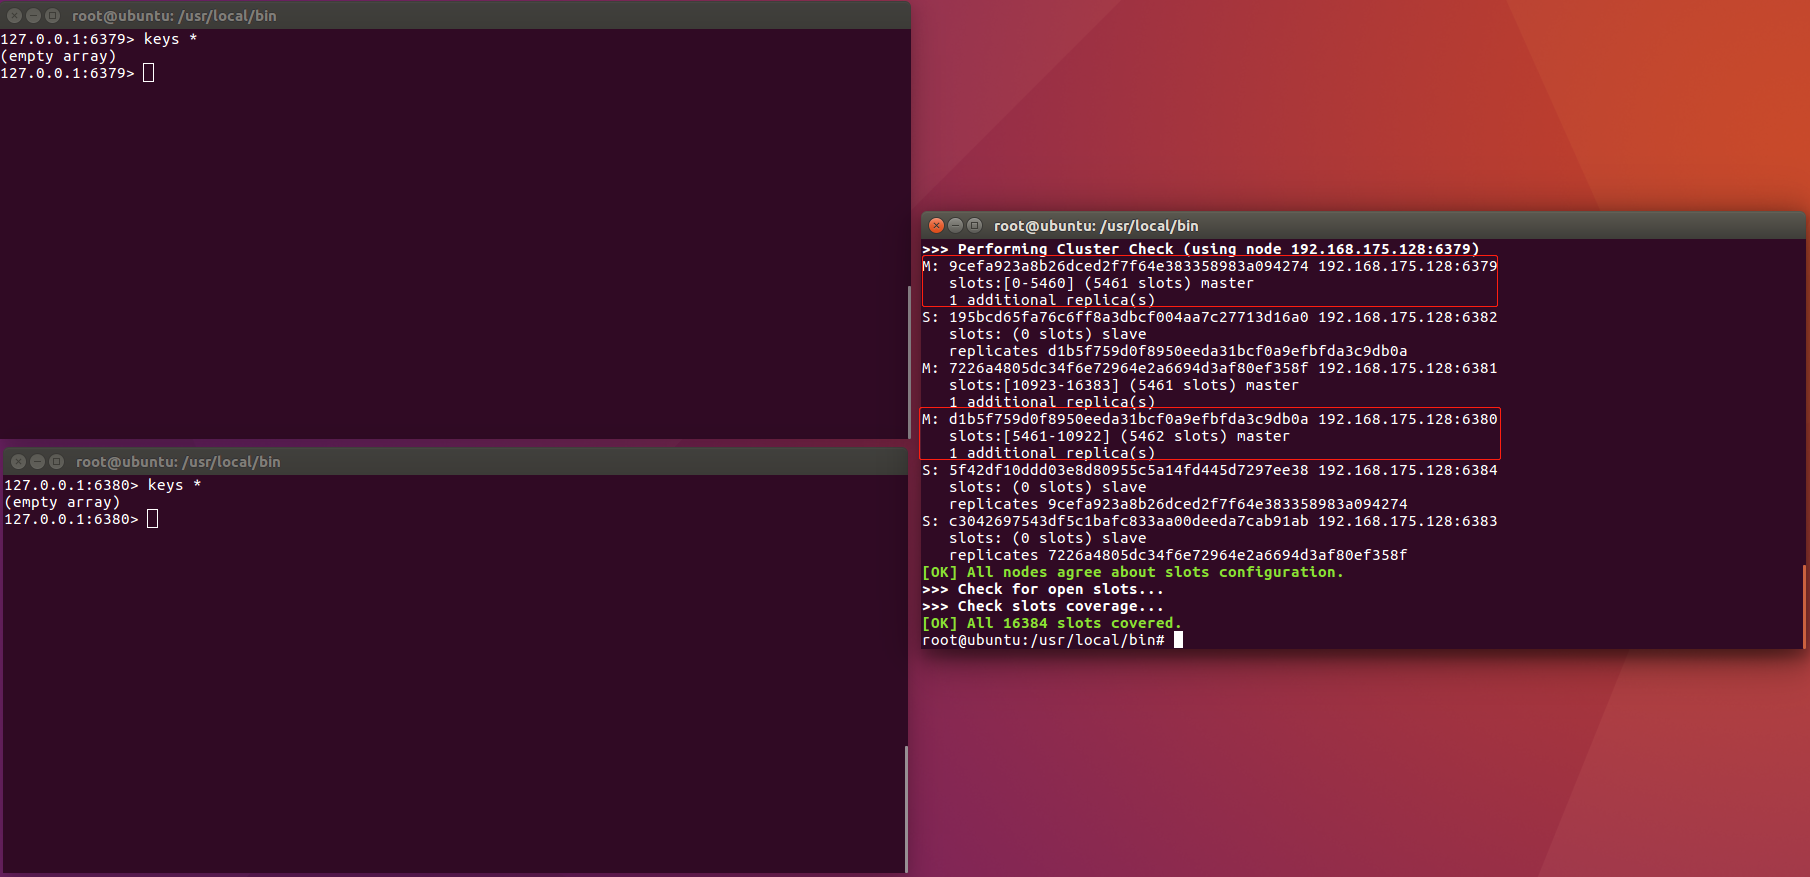 root@ubuntu: /usr/local/bin
127.0.0.1:6379> keys *
(empty array)
127.0.0.1:6379>
root@ubuntu: /usr/local/bin
127.0.0.1:6380> keys *
(empty array)
127.0.0.1:6380>
root@ubuntu: /usr/local/bin
>>> Performing Cluster Check (using node 192.168.175.128:6379)
M: 9cefa923a8b26dced2f7f64e383358983a094274 192.168.175.128:6379
   slots:[0-5460] (5461 slots) master
   1 additional replica(s)
S: 195bcd65fa76c6ff8a3dbcf004aa7c27713d16a0 192.168.175.128:6382
   slots: (0 slots) slave
   replicates d1b5f759d0f8950eeda31bcf0a9efbfda3c9db0a
M: 7226a4805dc34f6e72964e2a6694d3af80ef358f 192.168.175.128:6381
   slots:[10923-16383] (5461 slots) master
   1 additional replica(s)
M: d1b5f759d0f8950eeda31bcf0a9efbfda3c9db0a 192.168.175.128:6380
   slots:[5461-10922] (5462 slots) master
   1 additional replica(s)
S: 5f42df10ddd03e8d80955c5a14fd445d7297ee38 192.168.175.128:6384
   slots: (0 slots) slave
   replicates 9cefa923a8b26dced2f7f64e383358983a094274
S: c3042697543df5c1bafc833aa00deeda7cab91ab 192.168.175.128:6383
   slots: (0 slots) slave
   replicates 7226a4805dc34f6e72964e2a6694d3af80ef358f
[OK] All nodes agree about slots configuration.
>>> Check for open slots...
>>> Check slots coverage...
[OK] All 16384 slots covered.
root@ubuntu:/usr/local/bin#